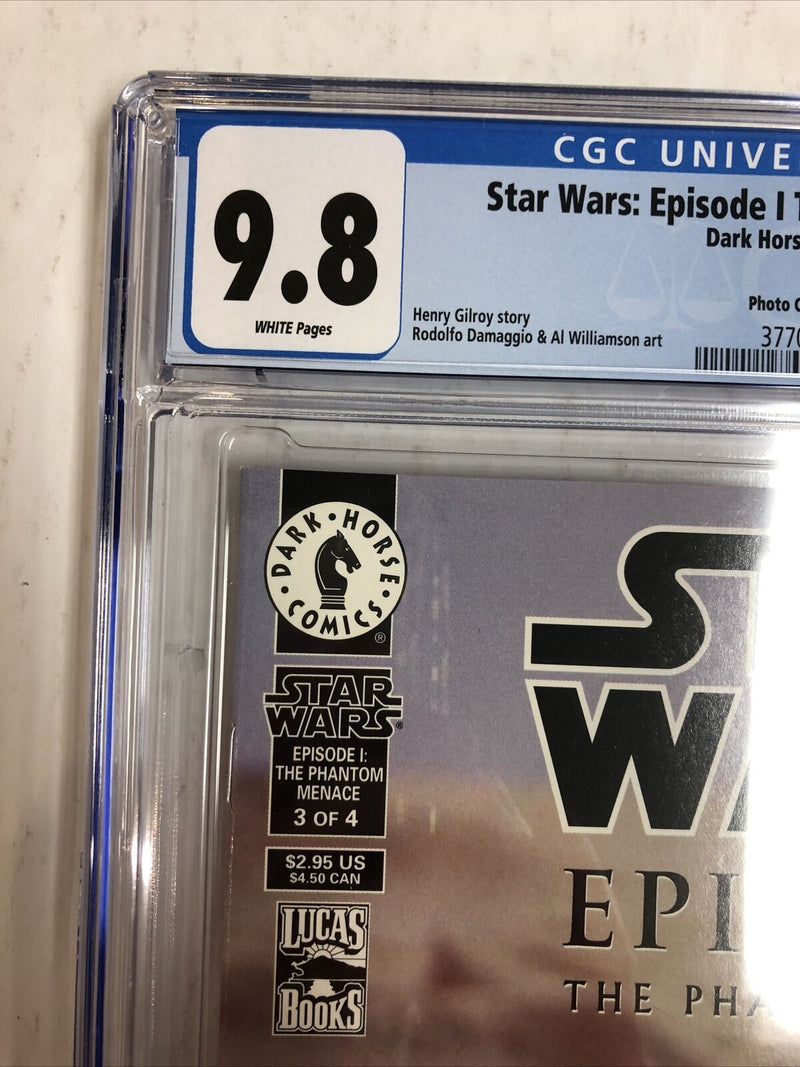 CGC UNIVE
9.8
WHITE Pages
Star Wars: Episode I T
Dark Hors
Photo C
Henry Gilroy story
Rodolfo Damaggio & Al Williamson art
3770
DARK • HORSE • COMICS •
®
STAR
WARS®
EPISODE I:
THE PHANTOM
MENACE
3 OF 4
$2.95 US
$4.50 CAN
LUCAS
BOOKS
ST
WA
EPI
THE PHA